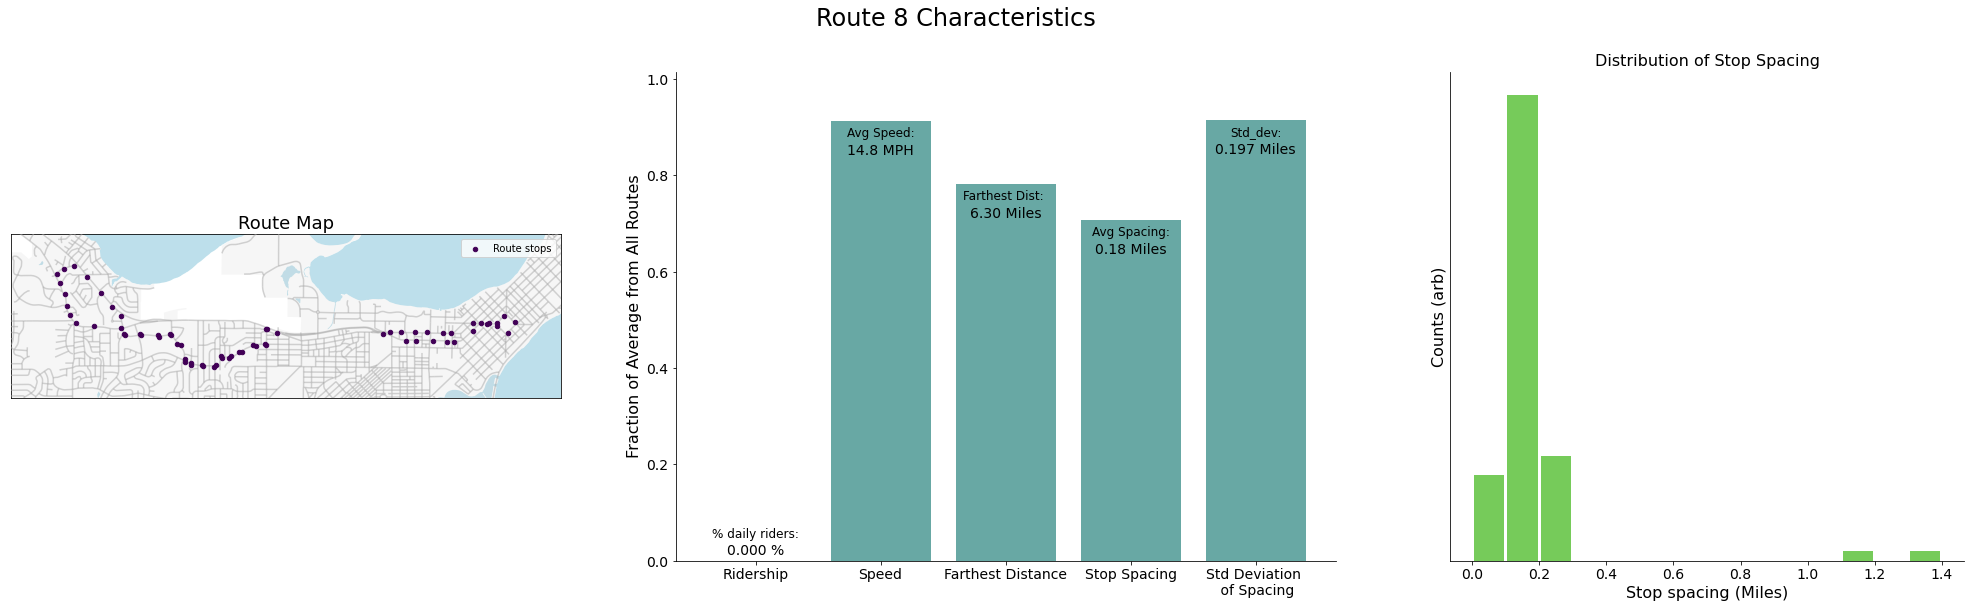 Route 8 Characteristics
Route Map
Route stops
Fraction of Average from All Routes
1.0
0.8
0.6
0.4
0.2
0.0
% daily riders:
0.000 %
Avg Speed:
14.8 MPH
Farthest Dist:
6.30 Miles
Avg Spacing:
0.18 Miles
Std_dev:
0.197 Miles
Ridership
Speed
Farthest Distance
Stop Spacing
Std Deviation
of Spacing
Distribution of Stop Spacing
Counts (arb)
0.0 0.2 0.4 0.6 0.8 1.0 1.2 1.4
Stop spacing (Miles)